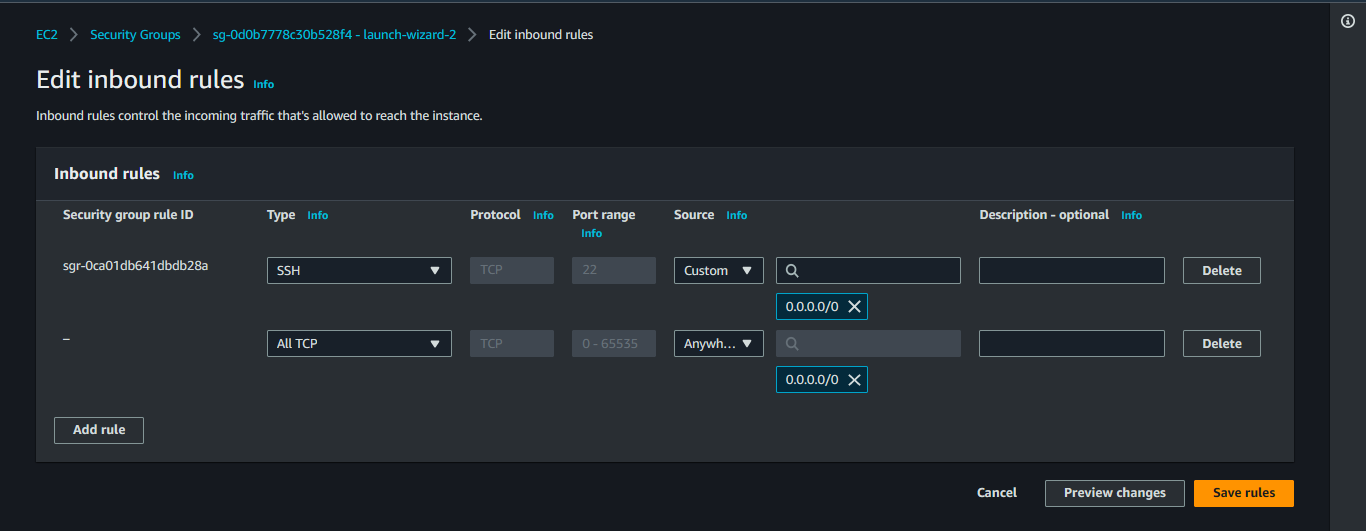 EC2 > Security Groups > sg-0d0b7778c30b528f4 - launch-wizard-2 > Edit inbound rules
Edit inbound rules Info
Inbound rules control the incoming traffic that's allowed to reach the instance.
Inbound rules Info
Security group rule ID Type Info Protocol Info Port range Source Info Description - optional Info
Info
sgr-0ca01db641dbdb28a SSH TCP 22 Custom Delete
0.0.0.0/0
– All TCP TCP 0 - 65535 Anywh... Delete
0.0.0.0/0
Add rule
Cancel Preview changes Save rules